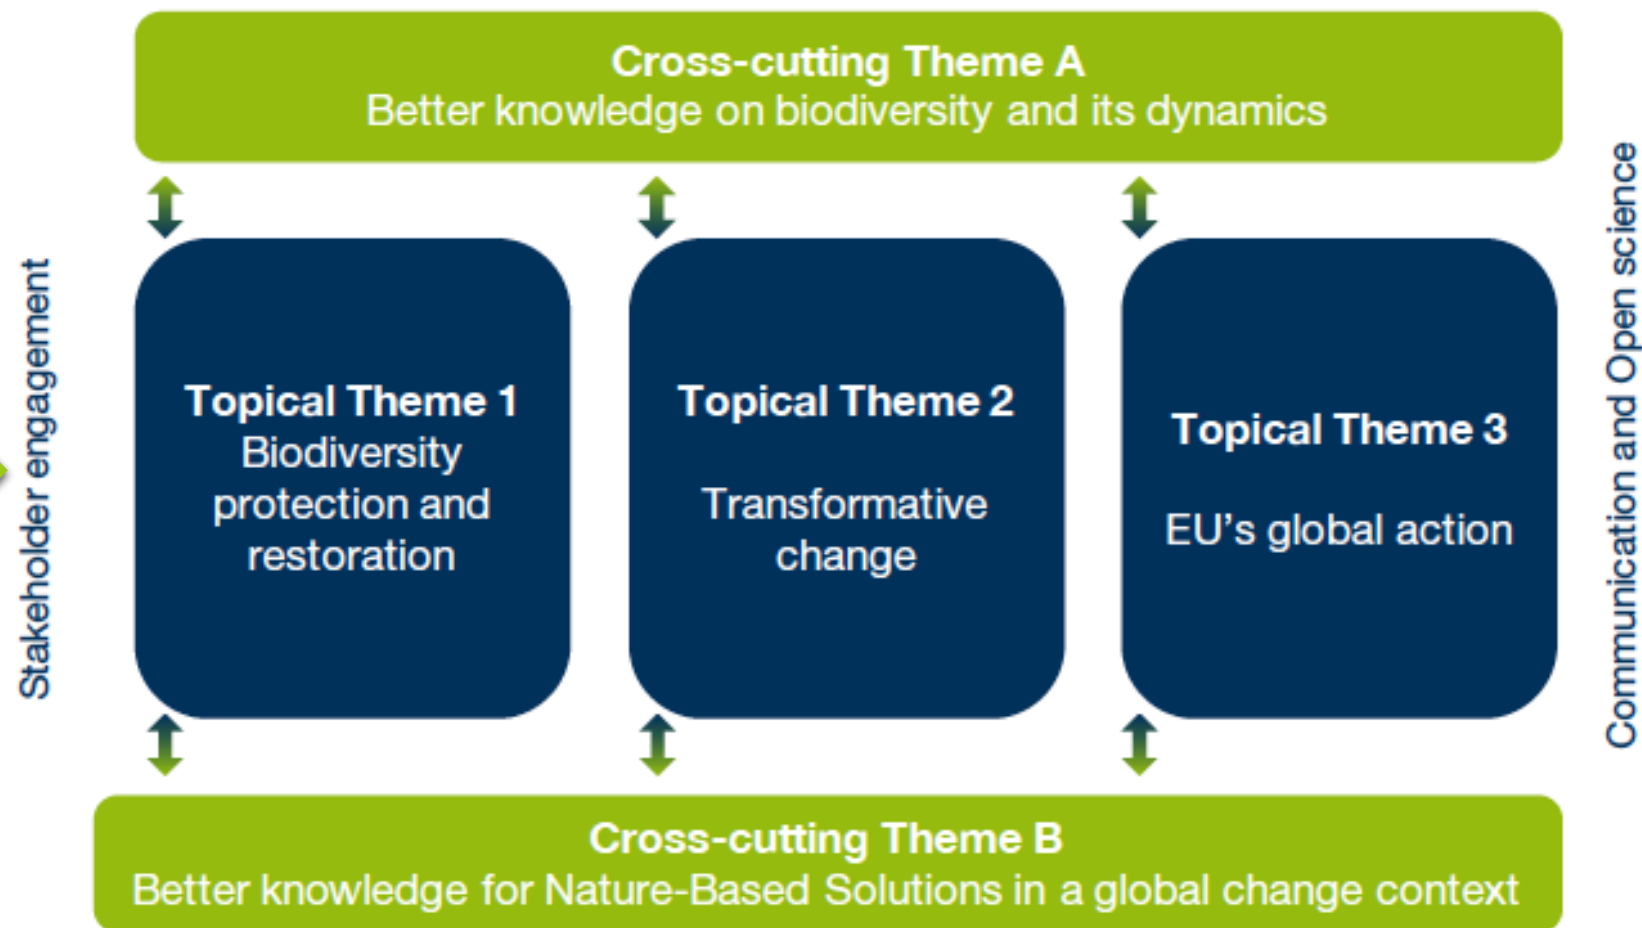 Cross-cutting Theme A
Better knowledge on biodiversity and its dynamics
Stakeholder engagement
Topical Theme 1
Biodiversity
protection and
restoration
Topical Theme 2
Transformative
change
Topical Theme 3
EU’s global action
Communication and Open science
Cross-cutting Theme B
Better knowledge for Nature-Based Solutions in a global change context